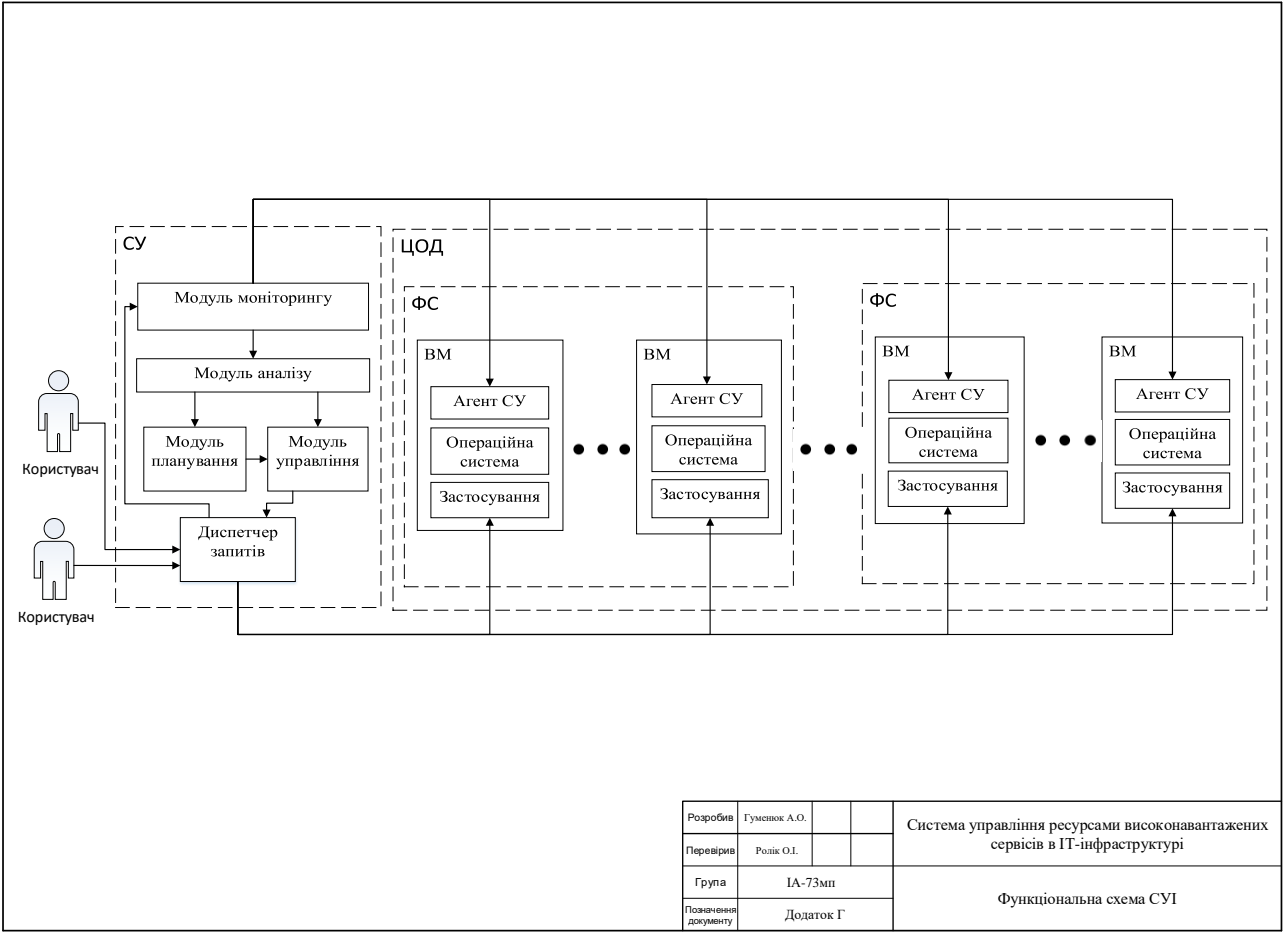 СУ
Модуль моніторингу
Модуль аналізу
Модуль
планування
Модуль
управління
Диспетчер
запитів
Користувач
Користувач
ЦОД
ФС
ВМ
Агент СУ
Операційна
система
Застосування
ВМ
Агент СУ
Операційна
система
Застосування
ФС
ВМ
Агент СУ
Операційна
система
Застосування
ВМ
Агент СУ
Операційна
система
Застосування
Розробив
Гуменюк А.О.
Перевірив
Ролік О.І.
Система управління ресурсами високонавантажених
сервісів в ІТ-інфраструктурі
Група
ІА-73мп
Позначення
документу
Додаток Г
Функціональна схема СУІ